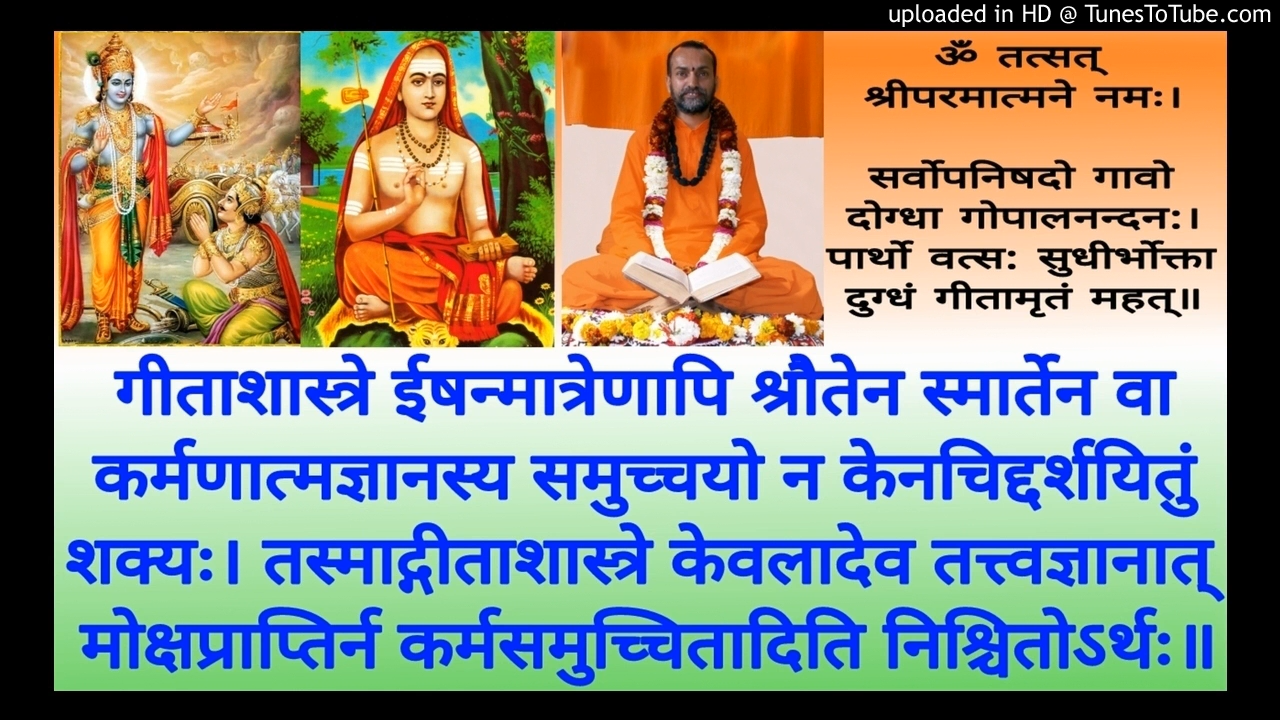 uploaded in HD @ TunesToTube.com
ॐ तत्सत्
श्रीपरमात्मने नमः।
सर्वोपनिषदो गावो
दोग्धा गोपालनन्दन:।
पार्थो वत्स: सुधीर्भोक्ता
दुग्धं गीतामृतं महत्॥
गीताशास्त्रे ईषन्मात्रेणापि श्रौतेन स्मार्तेन वा
कर्मणात्मज्ञानस्य समुच्चयो न केनचिद्दर्शयितुं
शक्यः। तस्माद्गीताशास्त्रे केवलादेव तत्त्वज्ञानात्
मोक्षप्राप्तिर्न कर्मसमुच्चितादिति निश्चितोऽर्थः॥